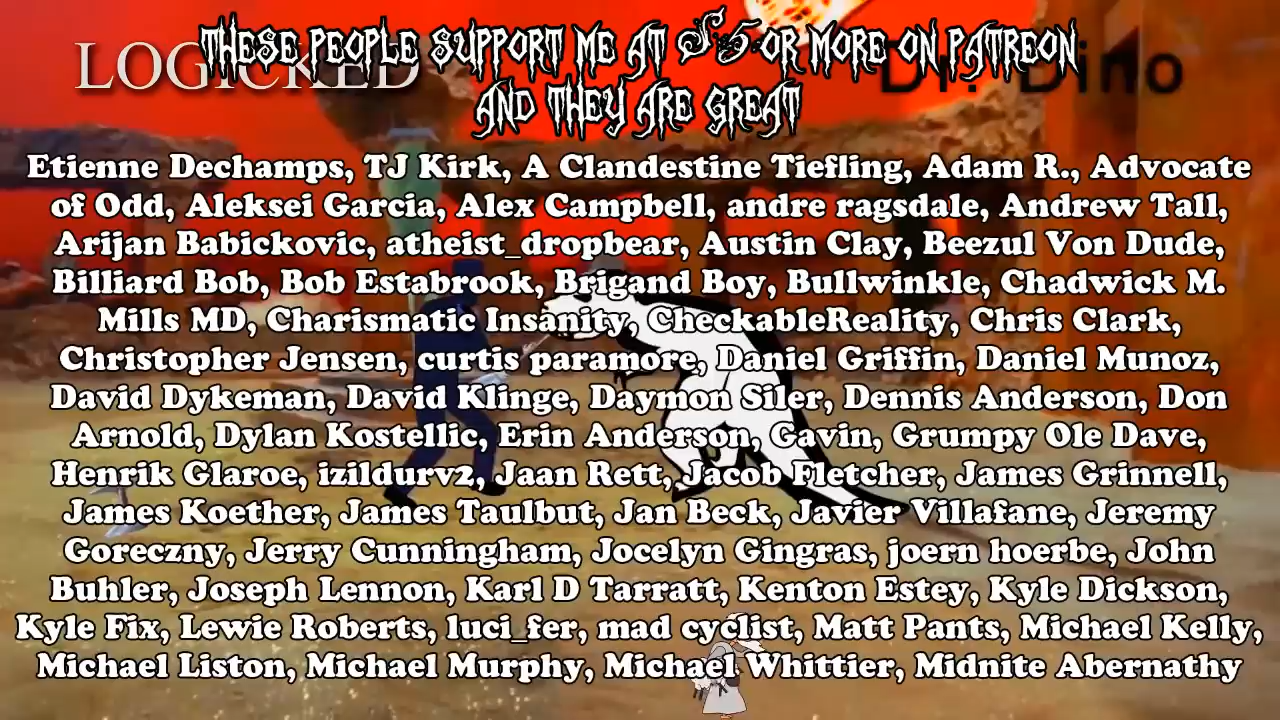 THESE PEOPLE SUPPORT ME AT $5 OR MORE ON PATREON
LOGICKED
Dr. Dino
AND THEY ARE GREAT
Etienne Dechamps, TJ Kirk, A Clandestine Tiefling, Adam R., Advocate
of Odd, Aleksei Garcia, Alex Campbell, andre ragsdale, Andrew Tall,
Arijan Babickovic, atheist_dropbear, Austin Clay, Beezul Von Dude,
Billiard Bob, Bob Estabrook, Brigand Boy, Bullwinkle, Chadwick M.
Mills MD, Charismatic Insanity, CheckableReality, Chris Clark,
Christopher Jensen, curtis paramore, Daniel Griffin, Daniel Munoz,
David Dykeman, David Klinge, Daymon Siler, Dennis Anderson, Don
Arnold, Dylan Kostellic, Erin Anderson, Gavin, Grumpy Ole Dave,
Henrik Glaroe, izildurv2, Jaan Rett, Jacob Fletcher, James Grinnell,
James Koether, James Taulbut, Jan Beck, Javier Villafane, Jeremy
Goreczny, Jerry Cunningham, Jocelyn Gingras, joern hoerbe, John
Buhler, Joseph Lennon, Karl D Tarratt, Kenton Estey, Kyle Dickson,
Kyle Fix, Lewie Roberts, luci_fer, mad cyclist, Matt Pants, Michael Kelly,
Michael Liston, Michael Murphy, Michael Whittier, Midnite Abernathy